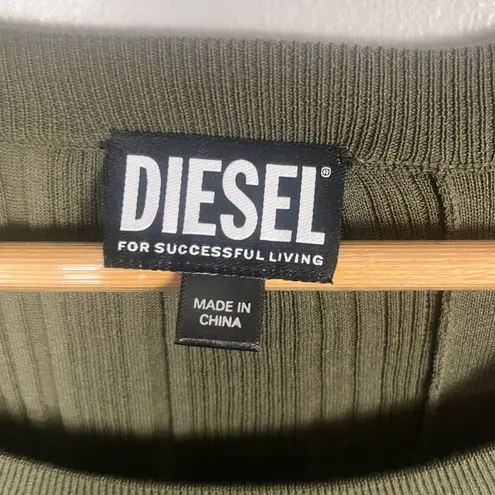 DIESEL®
FOR SUCCESSFUL LIVING
MADE IN
CHINA